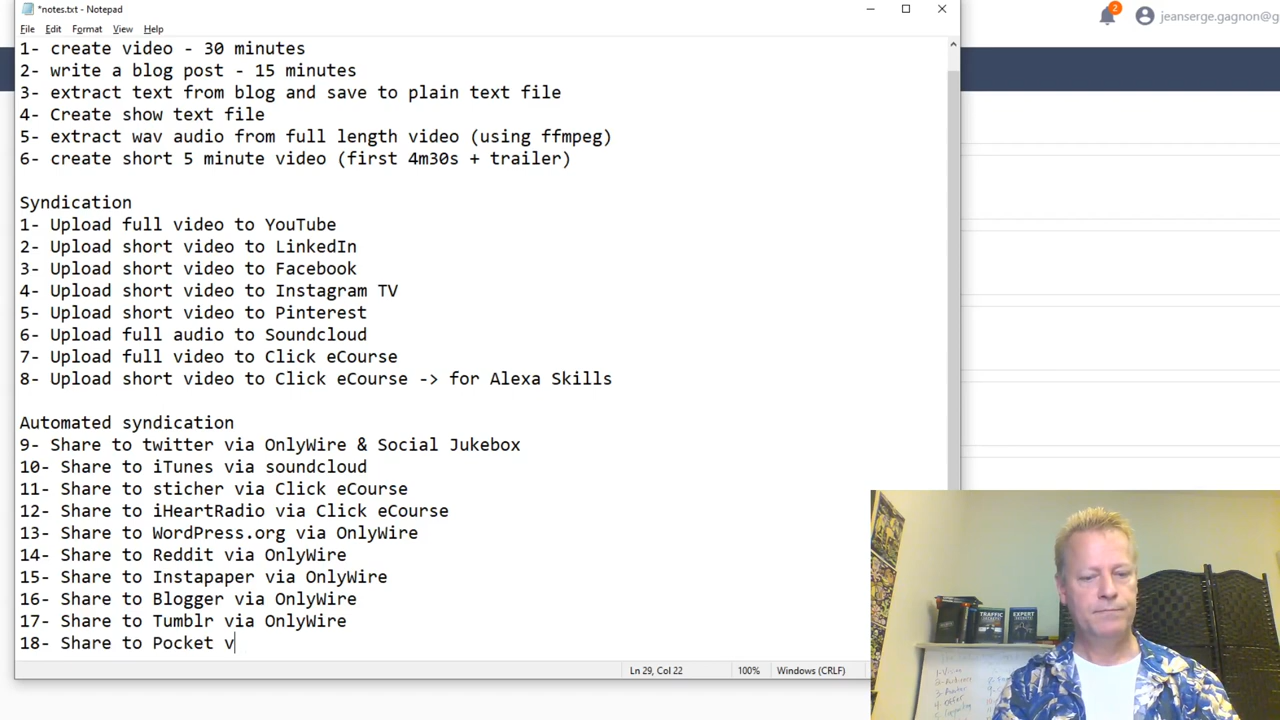 *notes.txt - Notepad
2
jeanserge.gagnon@g
File Edit Format View Help
1- create video - 30 minutes
2- write a blog post - 15 minutes
3- extract text from blog and save to plain text file
4- Create show text file
5- extract wav audio from full length video (using ffmpeg)
6- create short 5 minute video (first 4m30s + trailer)
Syndication
1- Upload full video to YouTube
2- Upload short video to LinkedIn
3- Upload short video to Facebook
4- Upload short video to Instagram TV
5- Upload short video to Pinterest
6- Upload full audio to Soundcloud
7- Upload full video to Click eCourse
8- Upload short video to Click eCourse -> for Alexa Skills
Automated syndication
9- Share to twitter via OnlyWire & Social Jukebox
10- Share to iTunes via soundcloud
11- Share to sticher via Click eCourse
12- Share to iHeartRadio via Click eCourse
13- Share to WordPress.org via OnlyWire
14- Share to Reddit via OnlyWire
15- Share to Instapaper via OnlyWire
16- Share to Blogger via OnlyWire
17- Share to Tumblr via OnlyWire
18- Share to Pocket v
Ln 29, Col 22 100% Windows (CRLF)
TRAFFIC
EXPERT